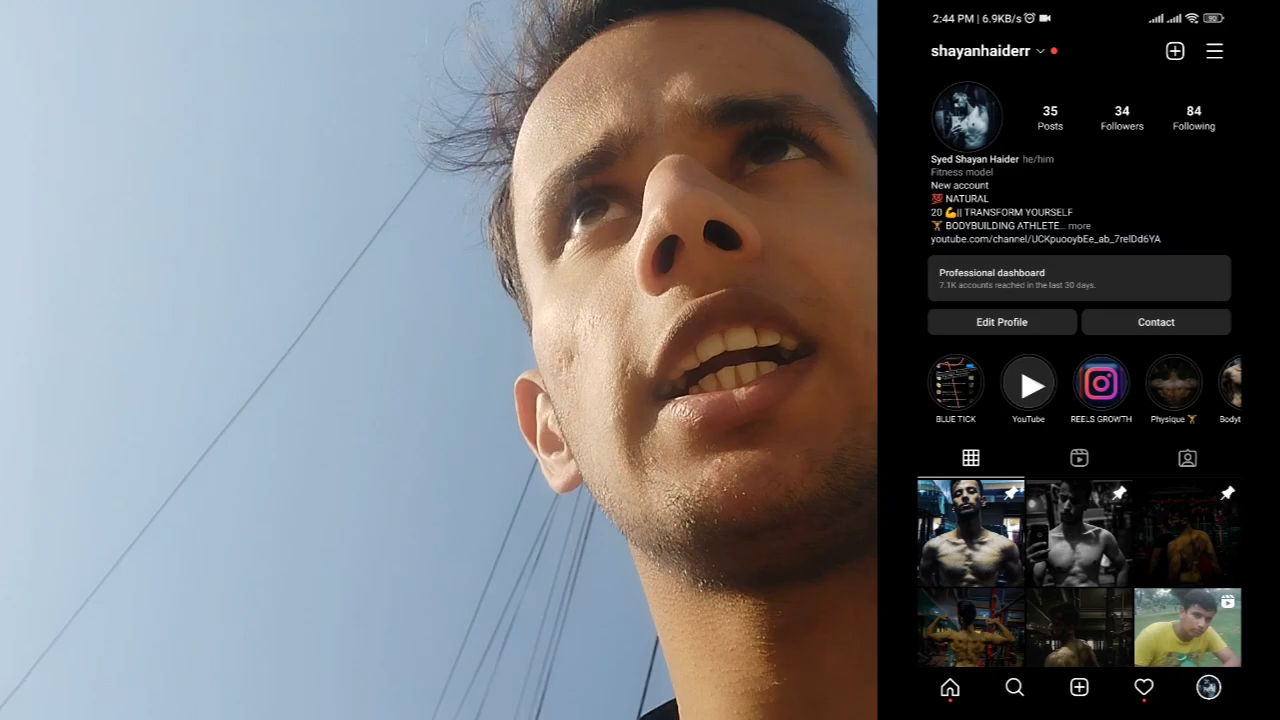 2:44 PM | 6.9KB/s
90
shayanhaiderr
35 34 84
Posts Followers Following
Syed Shayan Haider he/him
Fitness model
New account
💯 NATURAL
20 💪|| TRANSFORM YOURSELF
🏋 BODYBUILDING ATHLETE... more
youtube.com/channel/UCKpuooybEe_ab_7relDd6YA
Professional dashboard
7.1K accounts reached in the last 30 days.
Edit Profile Contact
BLUE TICK YouTube REELS GROWTH Physique 🏋 Bodyt